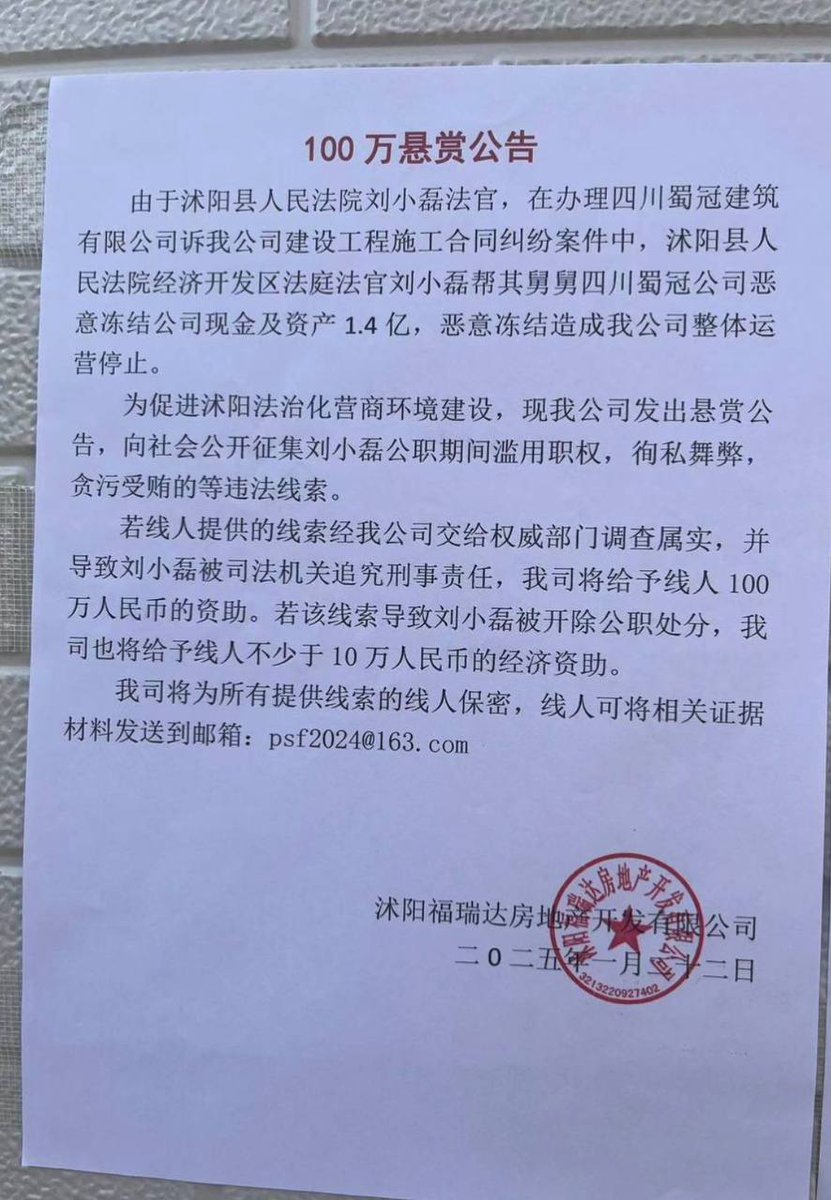 100 万悬赏公告
由于沭阳县人民法院刘小磊法官，在办理四川蜀冠建筑
有限公司诉我公司建设工程施工合同纠纷案件中，沭阳县人
民法院经济开发区法庭法官刘小磊帮其舅舅四川蜀冠公司恶
意冻结公司现金及资产 1.4 亿，恶意冻结造成我公司整体运
营停止。
为促进沭阳法治化营商环境建设，现我公司发出悬赏公
告，向社会公开征集刘小磊公职期间滥用职权，徇私舞弊，
贪污受贿的等违法线索。
若线人提供的线索经我公司交给权威部门调查属实，并
导致刘小磊被司法机关追究刑事责任，我司将给予线人 100
万人民币的资助。若该线索导致刘小磊被开除公职处分，我
司也将给予线人不少于 10 万人民币的经济资助。
我司将为所有提供线索的线人保密，线人可将相关证据
材料发送到邮箱：psf2024@163.com
沭阳福瑞达房地产开发有限公司
二0二五年一月二十二日
沭阳福瑞达房地产开发有限公司
3213220927402